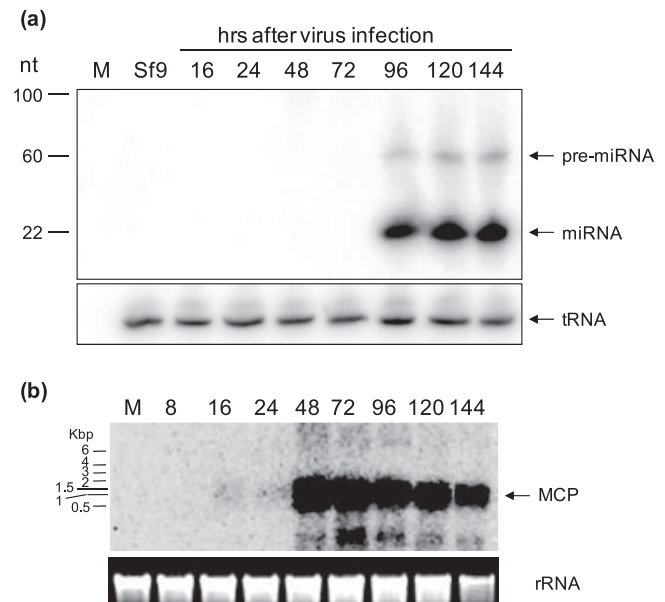 (a)
hrs after virus infection
nt M Sf9 16 24 48 72 96 120 144
100
60
pre-miRNA
22
miRNA
tRNA
(b)
M 8 16 24 48 72 96 120 144
Kbp
6
4
3
2
1.5
1
0.5
MCP
rRNA